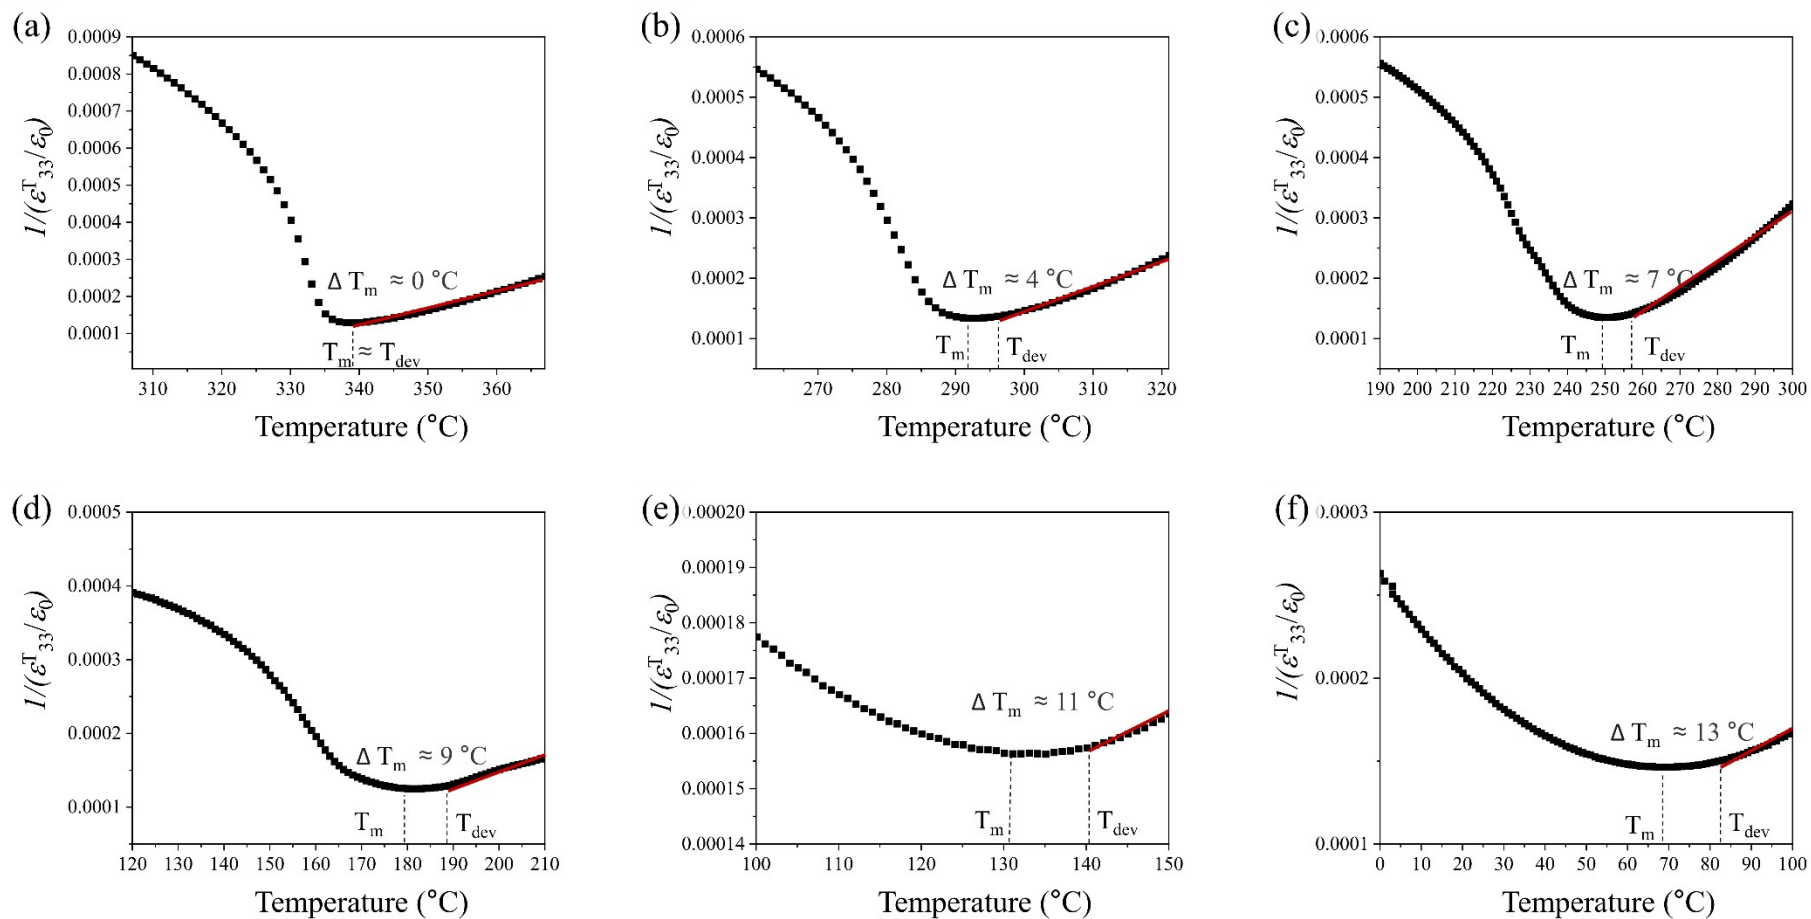 (a)
0.0009
0.0008
0.0007
0.0006
0.0005
0.0004
0.0003
0.0002
0.0001
1/(ε^T_33/ε_0)
Δ T_m ≈ 0 °C
T_m ≈ T_dev
310 320 330 340 350 360
Temperature (°C)
(b)
0.0006
0.0005
0.0004
0.0003
0.0002
0.0001
1/(ε^T_33/ε_0)
Δ T_m ≈ 4 °C
T_m T_dev
270 280 290 300 310 320
Temperature (°C)
(c)
0.0006
0.0005
0.0004
0.0003
0.0002
0.0001
1/(ε^T_33/ε_0)
Δ T_m ≈ 7 °C
T_m T_dev
190 200 210 220 230 240 250 260 270 280 290 300
Temperature (°C)
(d)
0.0005
0.0004
0.0003
0.0002
0.0001
1/(ε^T_33/ε_0)
Δ T_m ≈ 9 °C
T_m T_dev
120 130 140 150 160 170 180 190 200 210
Temperature (°C)
(e)
0.00020
0.00019
0.00018
0.00017
0.00016
0.00015
0.00014
1/(ε^T_33/ε_0)
Δ T_m ≈ 11 °C
T_m T_dev
100 110 120 130 140 150
Temperature (°C)
(f)
0.0003
0.0002
0.0001
1/(ε^T_33/ε_0)
Δ T_m ≈ 13 °C
T_m T_dev
0 10 20 30 40 50 60 70 80 90 100
Temperature (°C)